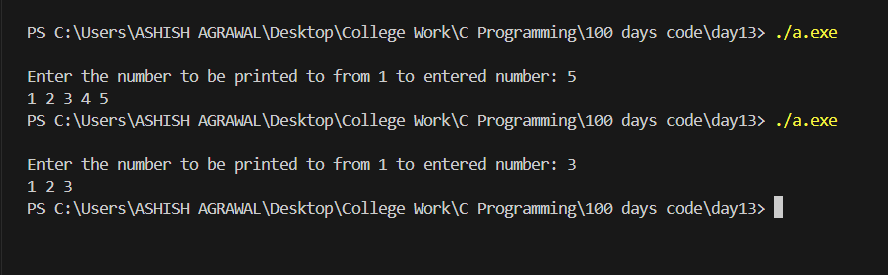 PS C:\Users\ASHISH AGRAWAL\Desktop\College Work\C Programming\100 days code\day13> ./a.exe
Enter the number to be printed to from 1 to entered number: 5
1 2 3 4 5
PS C:\Users\ASHISH AGRAWAL\Desktop\College Work\C Programming\100 days code\day13> ./a.exe
Enter the number to be printed to from 1 to entered number: 3
1 2 3
PS C:\Users\ASHISH AGRAWAL\Desktop\College Work\C Programming\100 days code\day13>